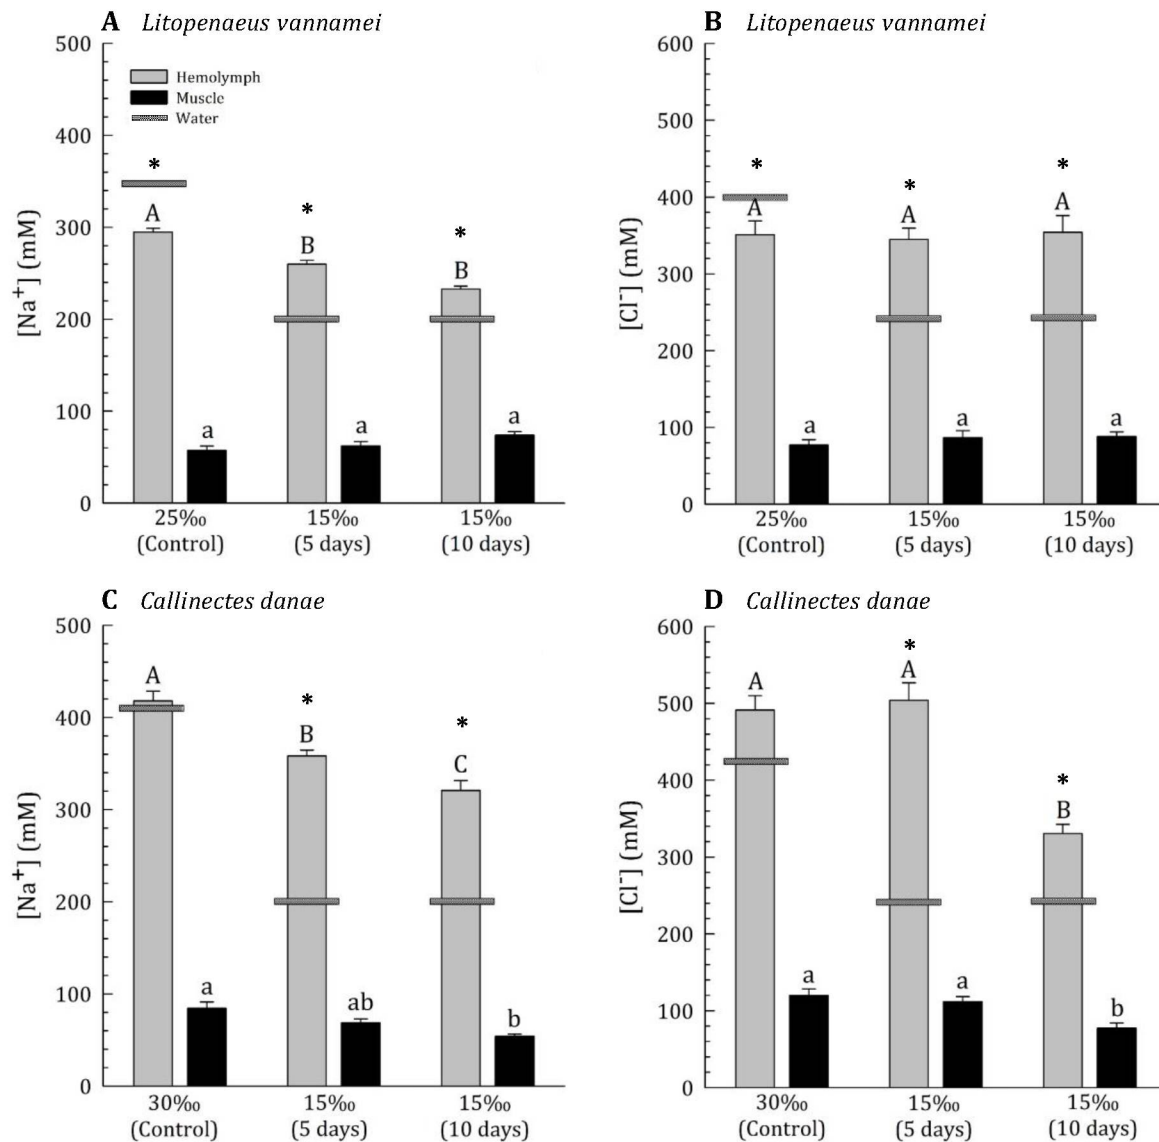 A Litopenaeus vannamei
500
400
300
200
100
0
[Na⁺] (mM)
Hemolymph
Muscle
Water
*
A
a
*
B
a
*
B
a
25‰
(Control)
15‰
(5 days)
15‰
(10 days)
B Litopenaeus vannamei
600
500
400
300
200
100
0
[Cl⁻] (mM)
*
A
a
*
A
a
*
A
a
25‰
(Control)
15‰
(5 days)
15‰
(10 days)
C Callinectes danae
500
400
300
200
100
0
[Na⁺] (mM)
A
a
*
B
ab
*
C
b
30‰
(Control)
15‰
(5 days)
15‰
(10 days)
D Callinectes danae
600
500
400
300
200
100
0
[Cl⁻] (mM)
A
a
*
A
a
*
B
b
30‰
(Control)
15‰
(5 days)
15‰
(10 days)